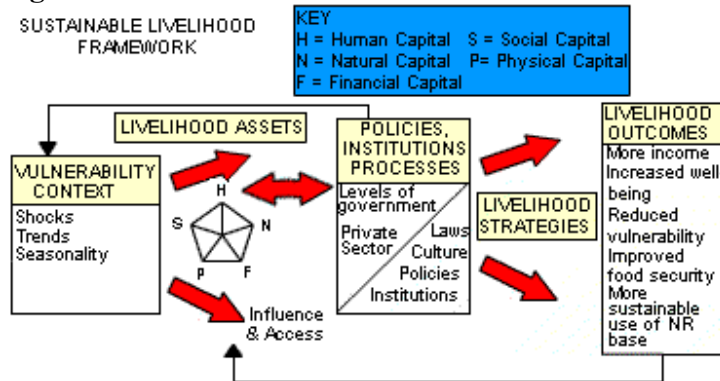 SUSTAINABLE LIVELIHOOD
FRAMEWORK
KEY
H = Human Capital S = Social Capital
N = Natural Capital P= Physical Capital
F = Financial Capital
LIVELIHOOD ASSETS
VULNERABILITY
CONTEXT
Shocks
Trends
Seasonality
H
S
N
P
F
Influence
& Access
POLICIES,
INSTITUTIONS
PROCESSES
Levels of
government
Private
Sector
Laws
Culture
Policies
Institutions
LIVELIHOOD
STRATEGIES
LIVELIHOOD
OUTCOMES
More income
Increased well
being
Reduced
vulnerability
Improved
food security
More
sustainable
use of NR
base